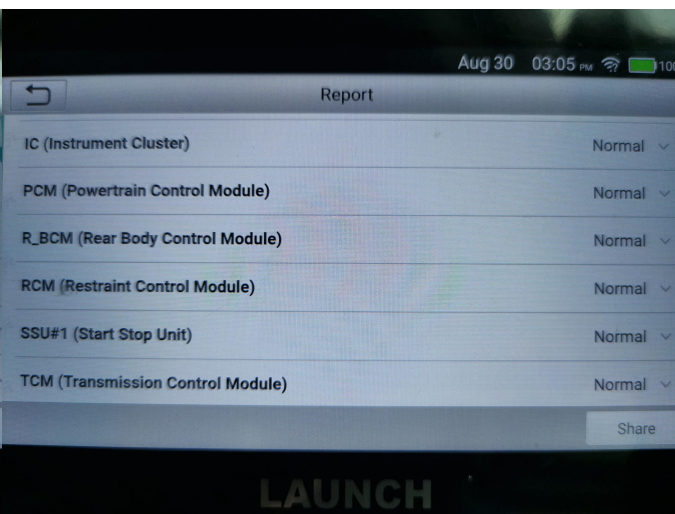 Aug 30 03:05 PM 100
Report
IC (Instrument Cluster) Normal
PCM (Powertrain Control Module) Normal
R_BCM (Rear Body Control Module) Normal
RCM (Restraint Control Module) Normal
SSU#1 (Start Stop Unit) Normal
TCM (Transmission Control Module) Normal
Share
LAUNCH